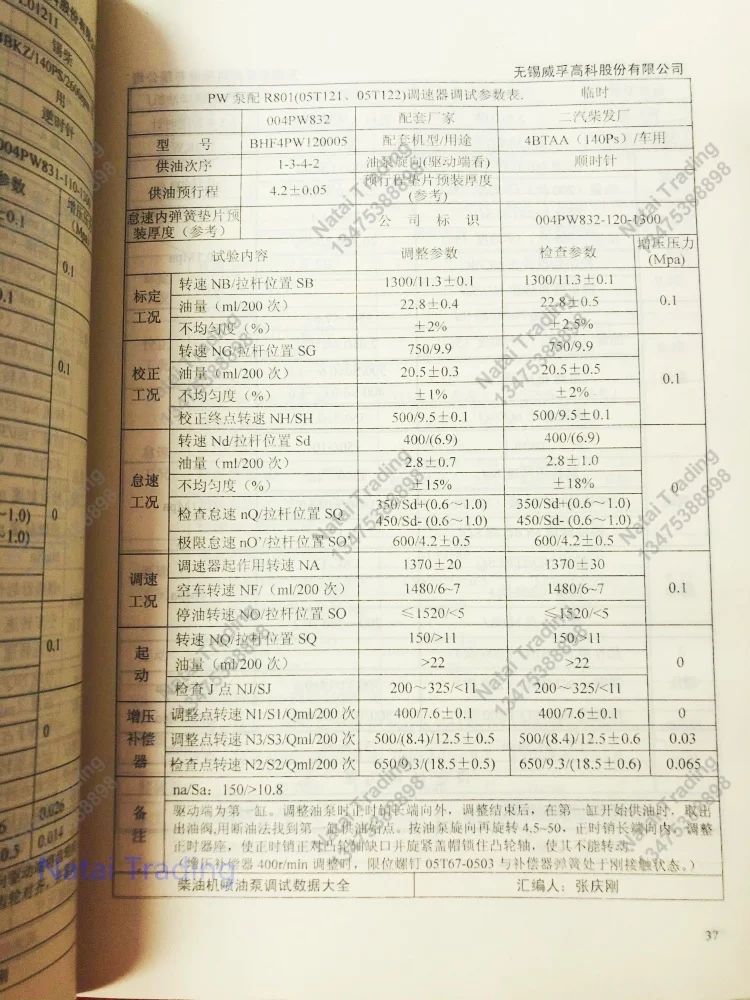 无锡威孚高科股份有限公司
PW 泵配 R801(05T121、05T122)调速器调试参数表. 临时
004PW832 配套厂家 二汽柴发厂
型 号 BHF4PW120005 配套机型/用途 4BTAA（140Ps）/车用
供油次序 1-3-4-2 油泵旋向(驱动端看) 顺时针
供油预行程 4.2±0.05 预行程垫片预装厚度(参考)
怠速内弹簧垫片预装厚度（参考） 公 司 标 识 004PW832-120-1300
试验内容 调整参数 检查参数 增压压力(Mpa)
标定工况 转速 NB/拉杆位置 SB 1300/11.3±0.1 1300/11.3±0.1 0.1
油量（ml/200 次） 22.8±0.4 22.8±0.5
不均匀度（%） ±2% ±2.5%
校正工况 转速 NG/拉杆位置 SG 750/9.9 750/9.9 0.1
油量（ml/200 次） 20.5±0.3 20.5±0.5
不均匀度（%） ±1% ±2%
校正终点转速 NH/SH 500/9.5±0.1 500/9.5±0.1
怠速工况 转速 Nd/拉杆位置 Sd 400/(6.9) 400/(6.9) 0
油量（ml/200 次） 2.8±0.7 2.8±1.0
不均匀度（%） ±15% ±18%
检查怠速 nQ/拉杆位置 SQ 350/Sd+(0.6～1.0) 350/Sd+(0.6～1.0)
450/Sd- (0.6～1.0) 450/Sd- (0.6～1.0)
极限怠速 nO'/拉杆位置 SO' 600/4.2±0.5 600/4.2±0.5
调速工况 调速器起作用转速 NA 1370±20 1370±30 0.1
空车转速 NF/（ml/200 次） 1480/6~7 1480/6~7
停油转速 NO/拉杆位置 SO ≤1520/<5 ≤1520/<5
起动 转速 NQ/拉杆位置 SQ 150/>11 150/>11 0
油量（ml/200 次） >22 >22
检查 J 点 NJ/SJ 200～325/<11 200～325/<11
增压补偿器 调整点转速 N1/S1/Qml/200 次 400/7.6±0.1 400/7.6±0.1 0
调整点转速 N3/S3/Qml/200 次 500/(8.4)/12.5±0.5 500/(8.4)/12.5±0.6 0.03
检查点转速 N2/S2/Qml/200 次 650/9.3/(18.5±0.5) 650/9.3/(18.5±0.6) 0.065
备注 na/Sa：150/>10.8
驱动端为第一缸。调整油泵时正时销长端向外，调整结束后，在第一缸开始供油时，取出
出油阀,用断油法找到第一缸供油始点。按油泵旋向再旋转 4.5~50，正时销长端向内，调整
正时器座，使正时销正对凸轮轴缺口并旋紧盖帽锁住凸轮轴，使其不能转动。
增压补偿器 400r/min 调整时，限位螺钉 05T67-0503 与补偿器弹簧处于刚接触状态。）
柴油机喷油泵调试数据大全 汇编人：张庆刚
37
Natai Trading
13475388898